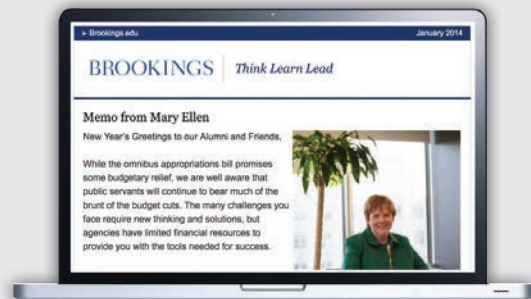 ► Brookings.edu January 2014
BROOKINGS Think Learn Lead
Memo from Mary Ellen
New Year's Greetings to our Alumni and Friends,
While the omnibus appropriations bill promises
some budgetary relief, we are well aware that
public servants will continue to bear much of the
brunt of the budget cuts. The many challenges you
face require new thinking and solutions, but
agencies have limited financial resources to
provide you with the tools needed for success.